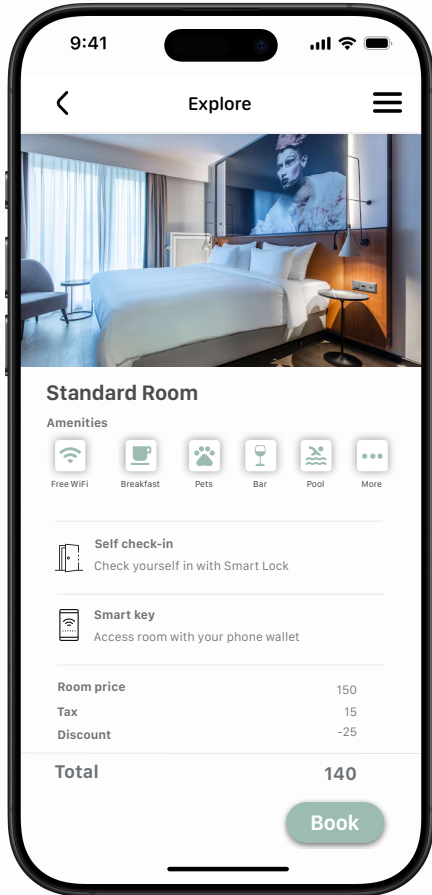 9:41
Explore
Standard Room
Amenities
Free WiFi Breakfast Pets Bar Pool More
Self check-in
Check yourself in with Smart Lock
Smart key
Access room with your phone wallet
Room price 150
Tax 15
Discount -25
Total 140
Book